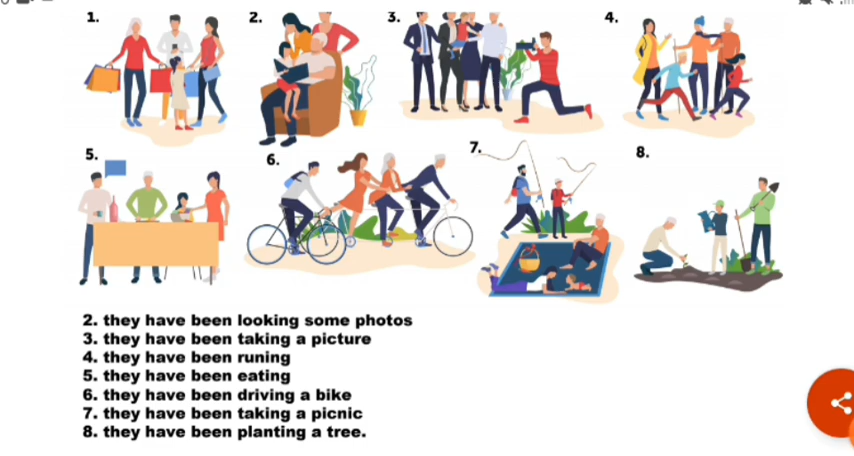 1.
2.
3.
4.
5.
6.
7.
8.
2. they have been looking some photos
3. they have been taking a picture
4. they have been runing
5. they have been eating
6. they have been driving a bike
7. they have been taking a picnic
8. they have been planting a tree.